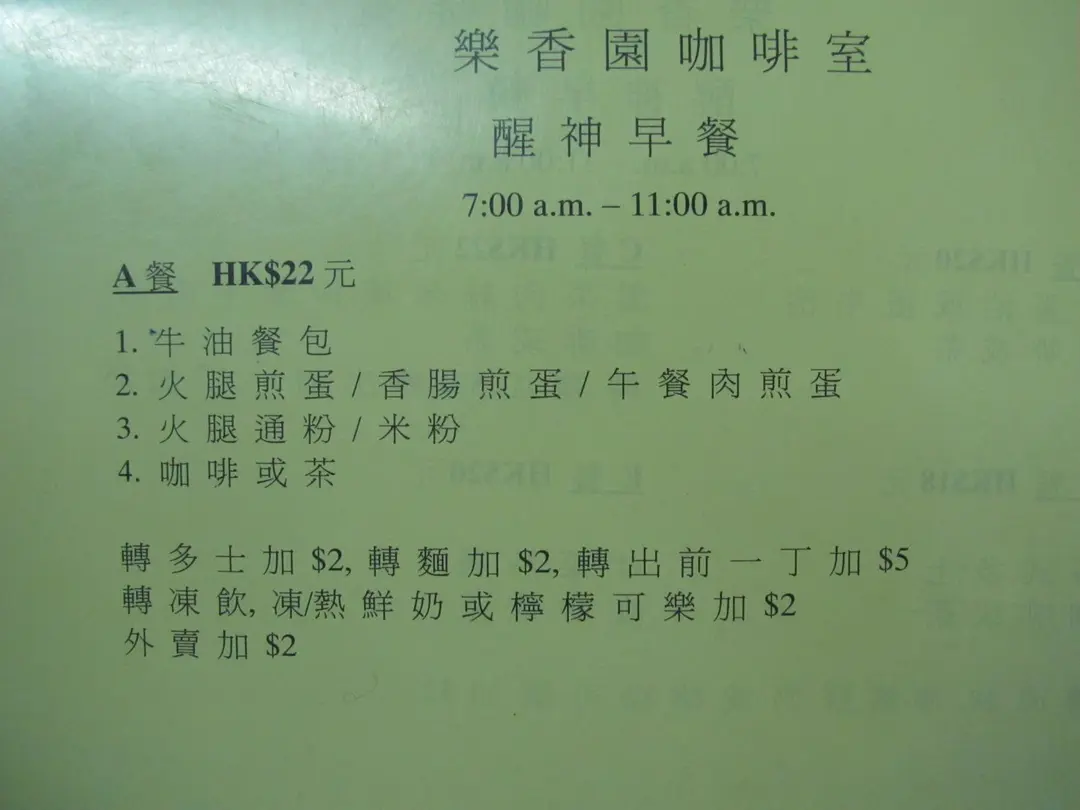 樂香園咖啡室
醒神早餐
7:00 a.m. – 11:00 a.m.
A 餐 HK$22 元
1. 牛油餐包
2. 火腿煎蛋 / 香腸煎蛋 / 午餐肉煎蛋
3. 火腿通粉 / 米粉
4. 咖啡或茶
轉多士加 $2, 轉麵加 $2, 轉出前一丁加 $5
轉凍飲, 凍/熱鮮奶或檸檬可樂加 $2
外賣加 $2